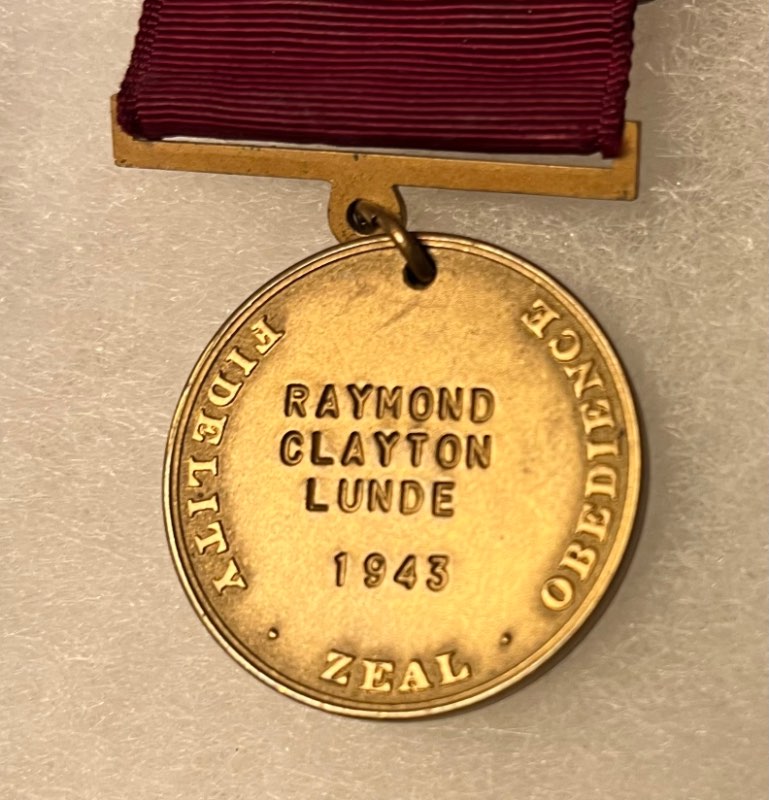 RAYMOND
CLAYTON
LUNDE
1943
FIDELITY · ZEAL · OBEDIENCE